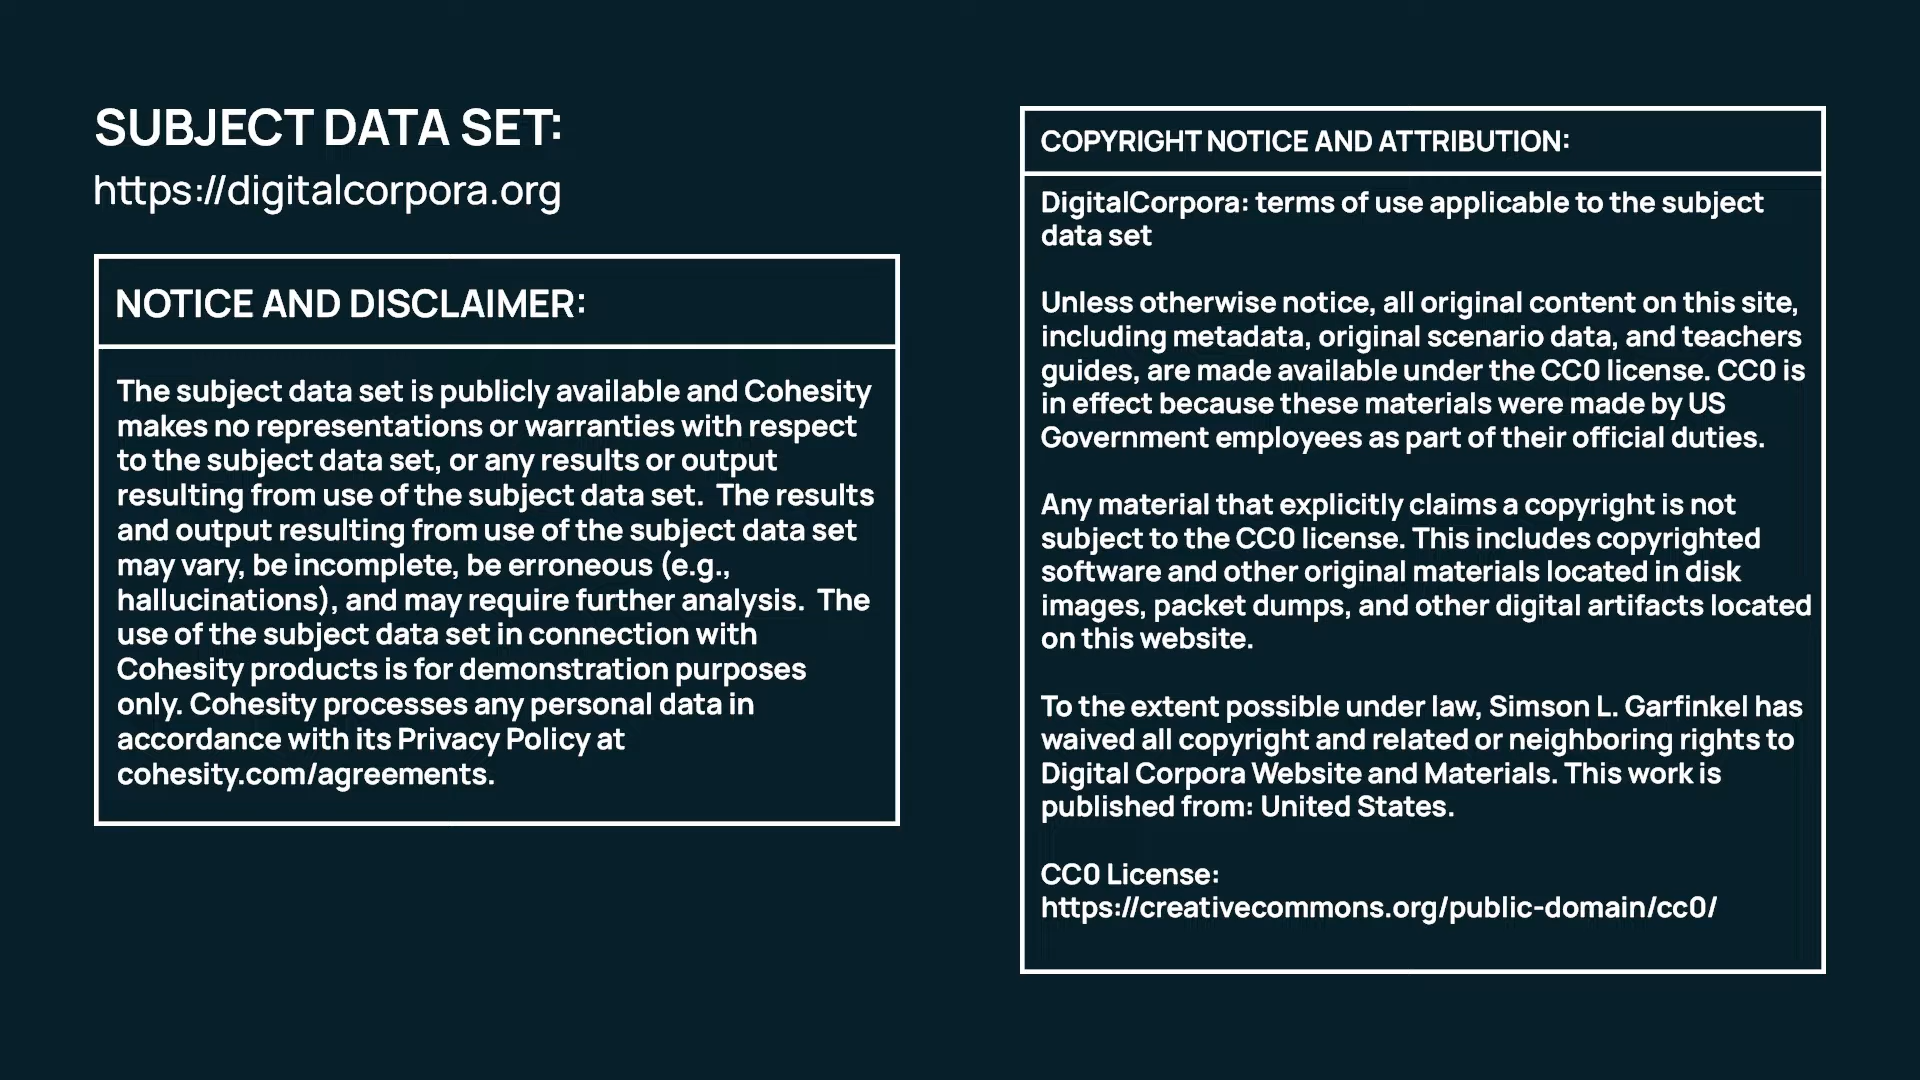 SUBJECT DATA SET:
https://digitalcorpora.org
NOTICE AND DISCLAIMER:
The subject data set is publicly available and Cohesity
makes no representations or warranties with respect
to the subject data set, or any results or output
resulting from use of the subject data set.  The results
and output resulting from use of the subject data set
may vary, be incomplete, be erroneous (e.g.,
hallucinations), and may require further analysis.  The
use of the subject data set in connection with
Cohesity products is for demonstration purposes
only. Cohesity processes any personal data in
accordance with its Privacy Policy at
cohesity.com/agreements.
COPYRIGHT NOTICE AND ATTRIBUTION:
DigitalCorpora: terms of use applicable to the subject
data set
Unless otherwise notice, all original content on this site,
including metadata, original scenario data, and teachers
guides, are made available under the CC0 license. CC0 is
in effect because these materials were made by US
Government employees as part of their official duties.
Any material that explicitly claims a copyright is not
subject to the CC0 license. This includes copyrighted
software and other original materials located in disk
images, packet dumps, and other digital artifacts located
on this website.
To the extent possible under law, Simson L. Garfinkel has
waived all copyright and related or neighboring rights to
Digital Corpora Website and Materials. This work is
published from: United States.
CC0 License:
https://creativecommons.org/public-domain/cc0/